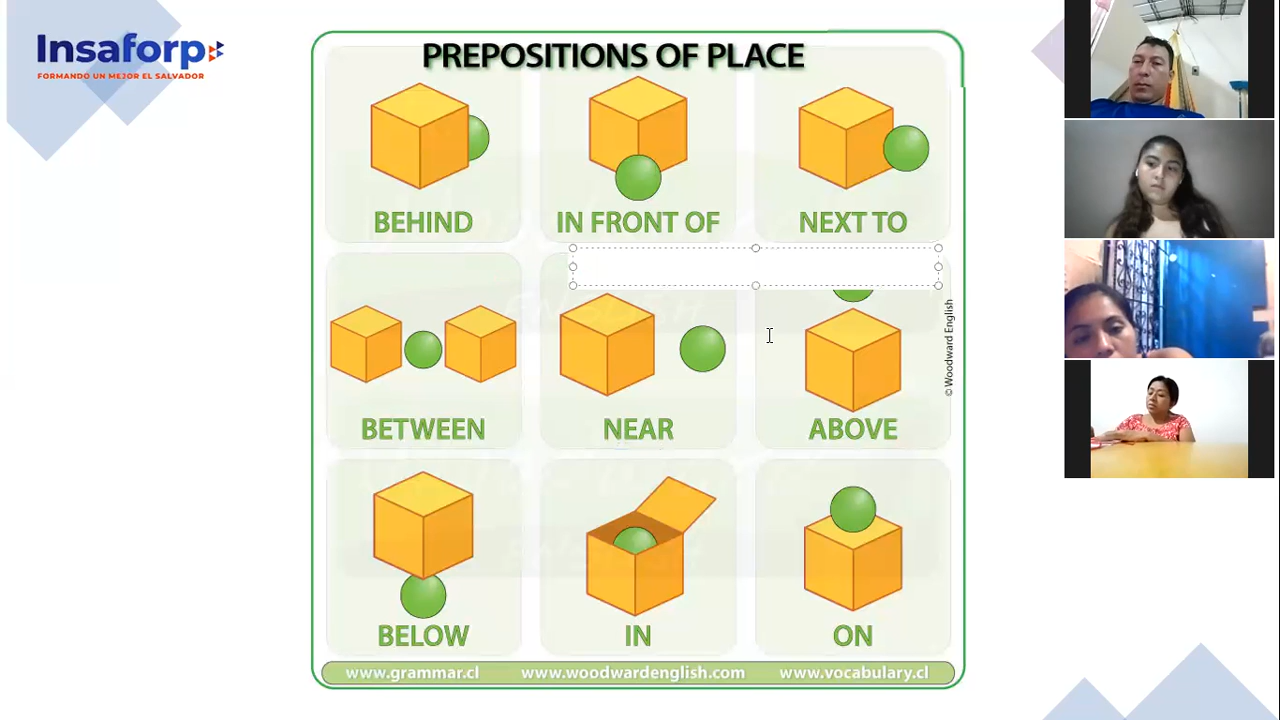 Insaforp
FORMANDO UN MEJOR EL SALVADOR
PREPOSITIONS OF PLACE
BEHIND
IN FRONT OF
NEXT TO
BETWEEN
NEAR
ABOVE
© Woodward English
BELOW
IN
ON
www.grammar.cl
www.woodwardenglish.com
www.vocabulary.cl